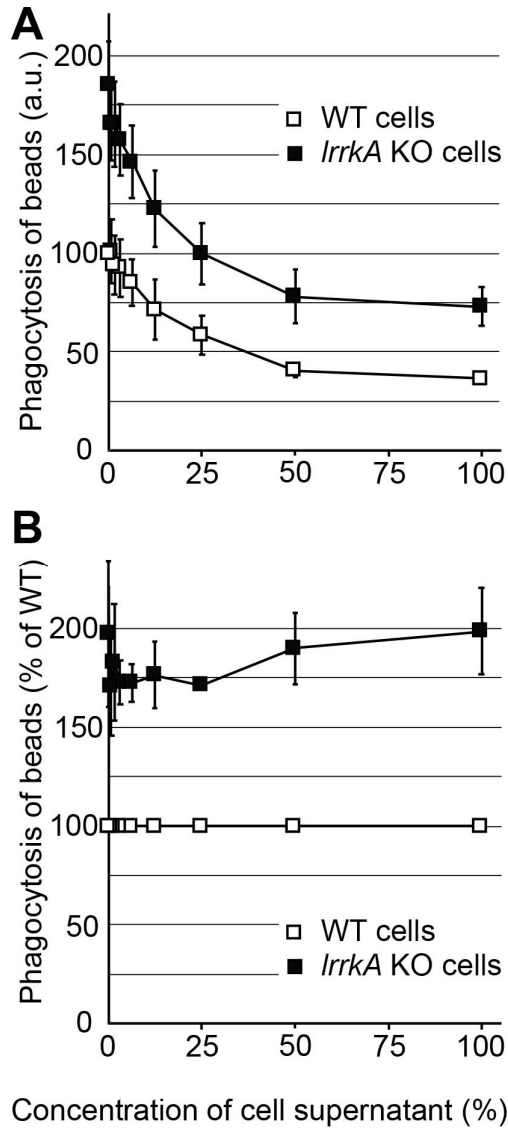 A
Phagocytosis of beads (a.u.)
200
150
100
50
0
WT cells
lrrkA KO cells
0 25 50 75 100
B
Phagocytosis of beads (% of WT)
200
150
100
50
0
WT cells
lrrkA KO cells
0 25 50 75 100
Concentration of cell supernatant (%)